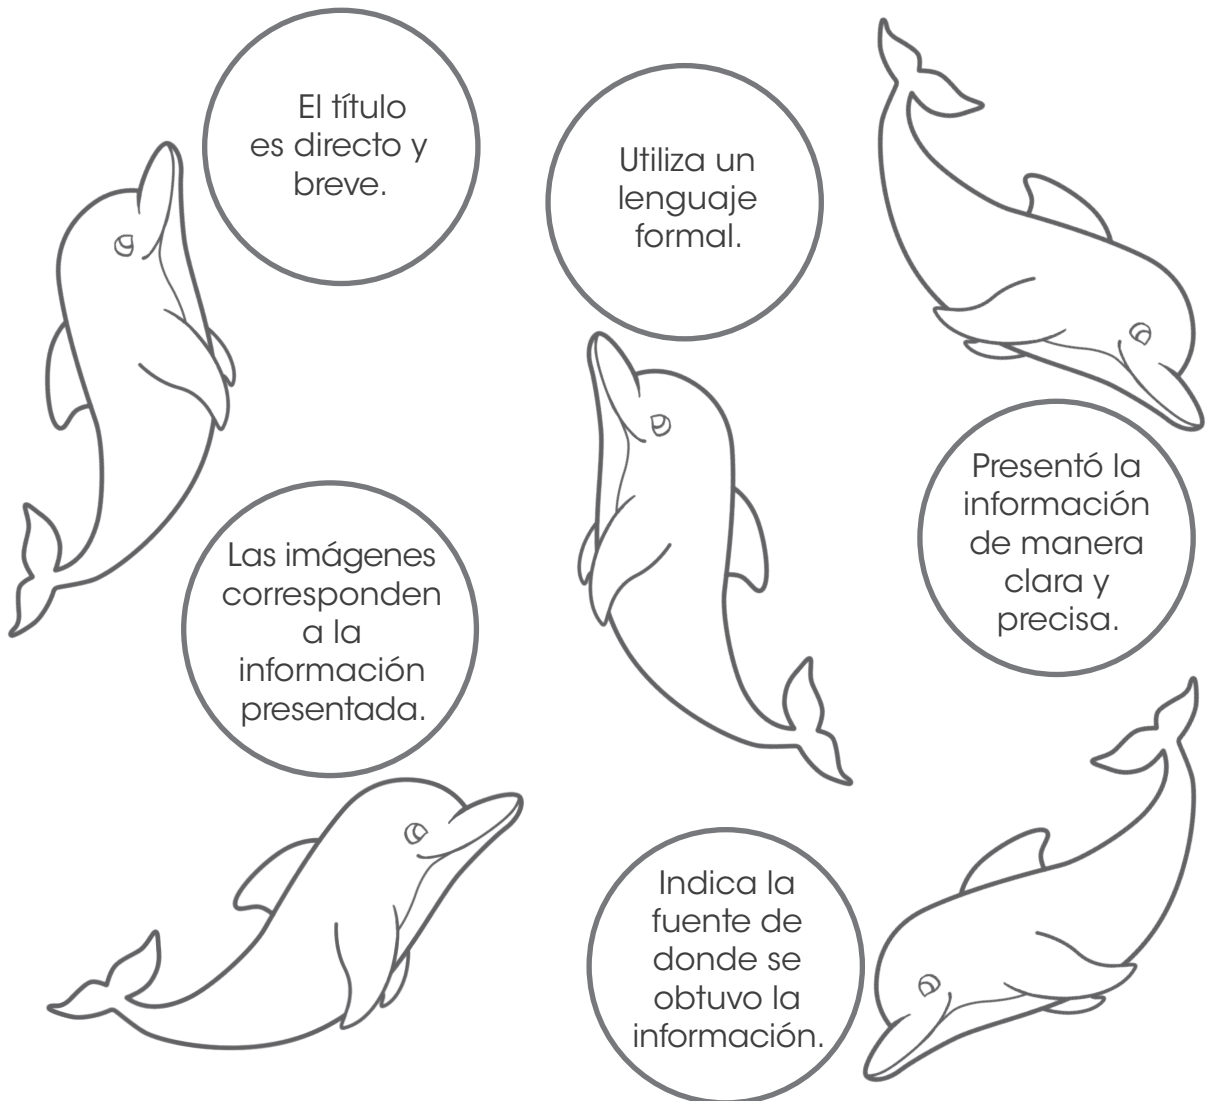 El título
es directo y
breve.
Utiliza un
lenguaje
formal.
Presentó la
información
de manera
clara y
precisa.
Las imágenes
corresponden
a la
información
presentada.
Indica la
fuente de
donde se
obtuvo la
información.